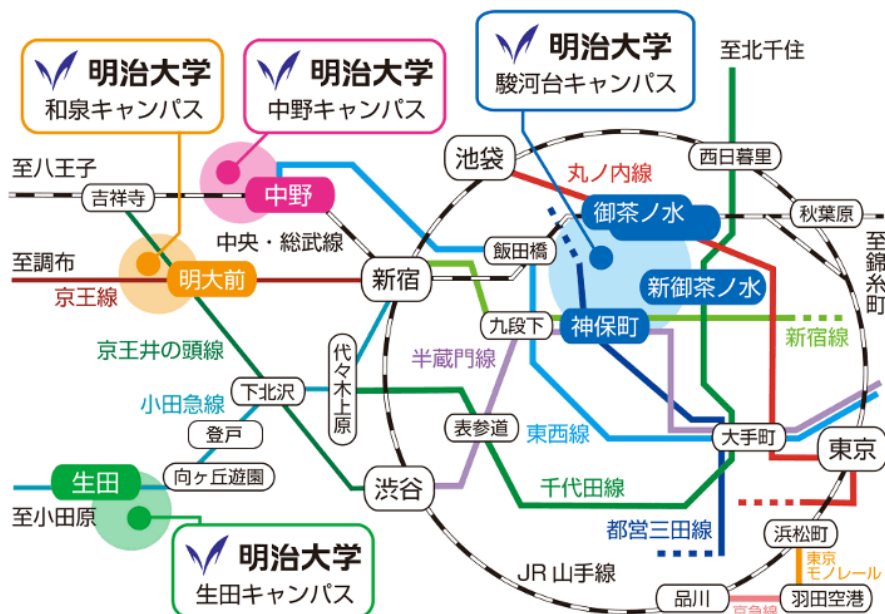 明治大学
和泉キャンパス
明治大学
中野キャンパス
明治大学
駿河台キャンパス
至北千住
池袋
西日暮里
丸ノ内線
至八王子
吉祥寺
中野
御茶ノ水
秋葉原
中央・総武線
飯田橋
至錦糸町
至調布
明大前
新宿
新御茶ノ水
京王線
九段下
神保町
新宿線
京王井の頭線
半蔵門線
代々木上原
下北沢
小田急線
登戸
表参道
東西線
大手町
東京
生田
向ヶ丘遊園
渋谷
千代田線
至小田原
都営三田線
浜松町
明治大学
生田キャンパス
JR山手線
東京
モノレール
品川
京急線
羽田空港